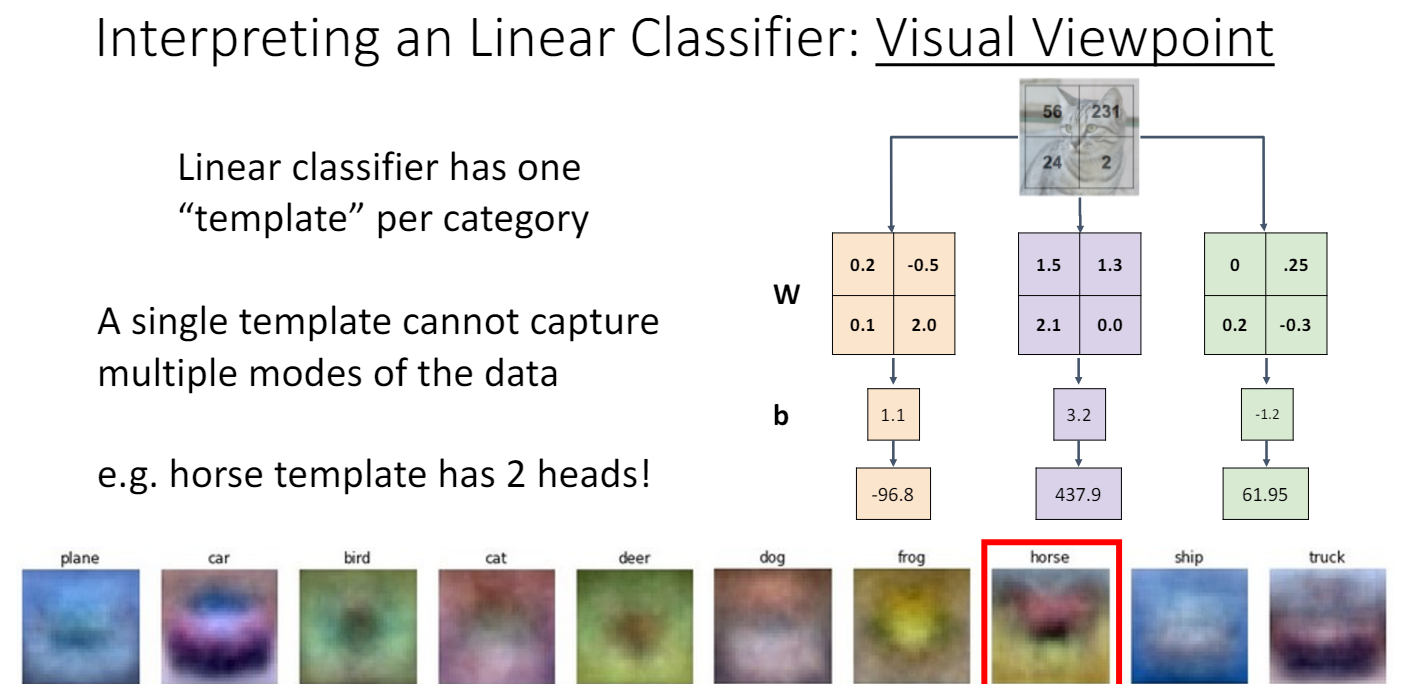 Interpreting an Linear Classifier: Visual Viewpoint
Linear classifier has one
“template” per category
A single template cannot capture
multiple modes of the data
e.g. horse template has 2 heads!
56 231
24 2
W
0.2 -0.5
0.1 2.0
1.5 1.3
2.1 0.0
0 .25
0.2 -0.3
b
1.1
3.2
-1.2
-96.8
437.9
61.95
plane car bird cat deer dog frog horse ship truck